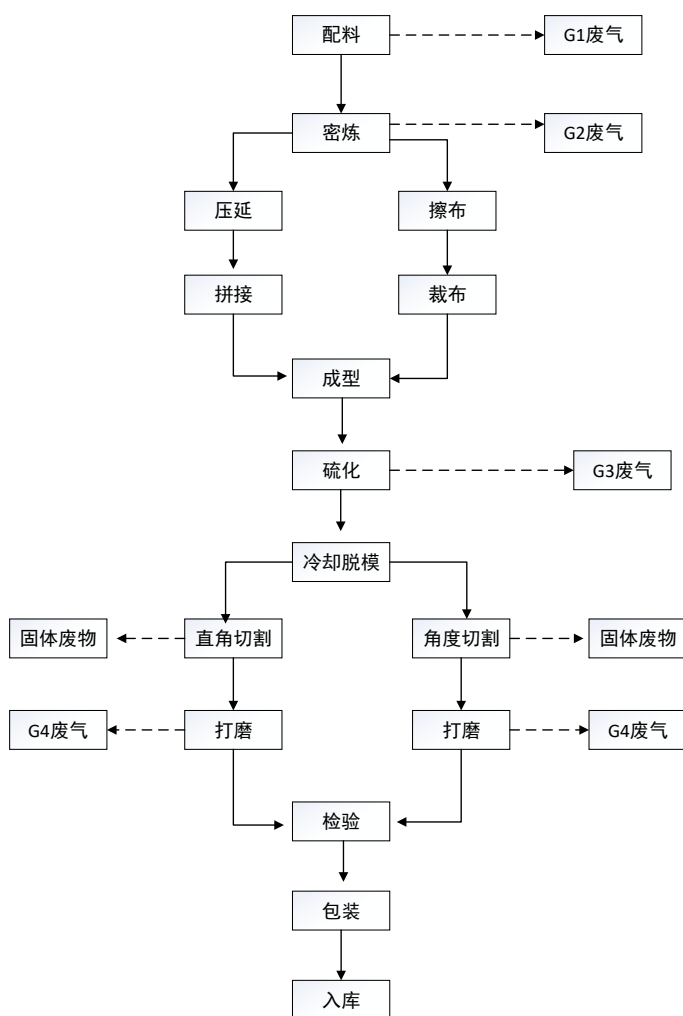 配料
G1废气
密炼
G2废气
压延
擦布
拼接
裁布
成型
硫化
G3废气
冷却脱模
固体废物
直角切割
角度切割
固体废物
G4废气
打磨
打磨
G4废气
检验
包装
入库